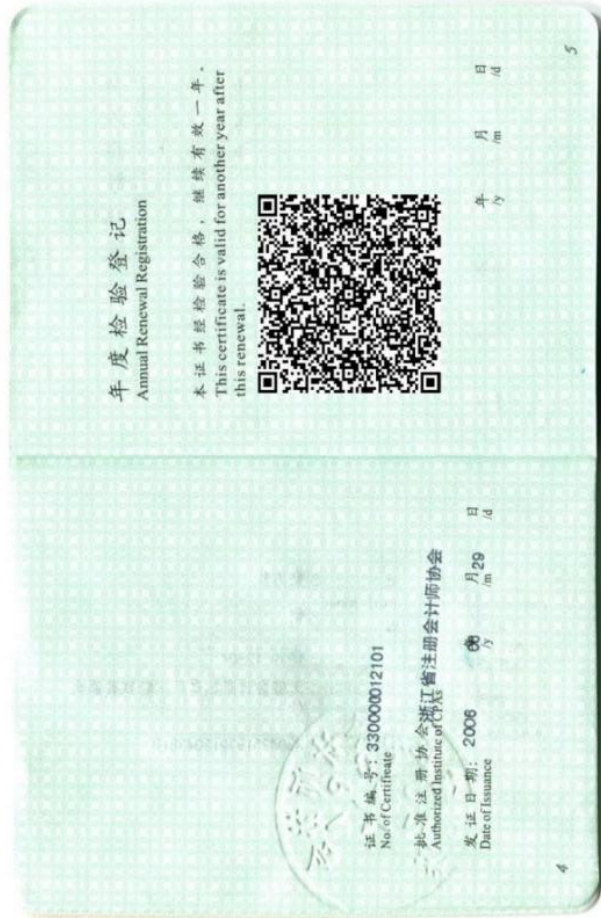 证书编号：330000012101
No. of Certificate
批准注册协会浙江省注册会计师协会
Authorized Institute of CPAs
发证日期：2006 年 06 月 29 日
Date of Issuance /y /m /d
4
年度检验登记
Annual Renewal Registration
本证书经检验合格，继续有效一年。
This certificate is valid for another year after
this renewal.
年 月 日
/y /m /d
5